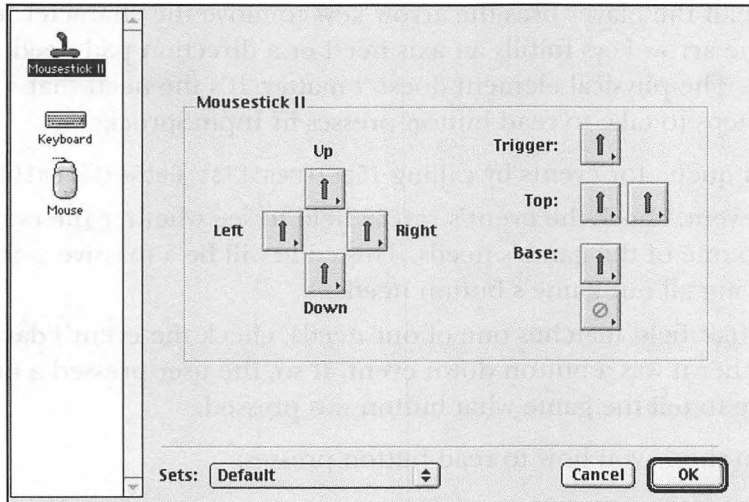 Mousestick II
Keyboard
Mouse
Mousestick II
Up
Left
Right
Down
Trigger:
Top:
Base:
Sets: Default
Cancel
OK